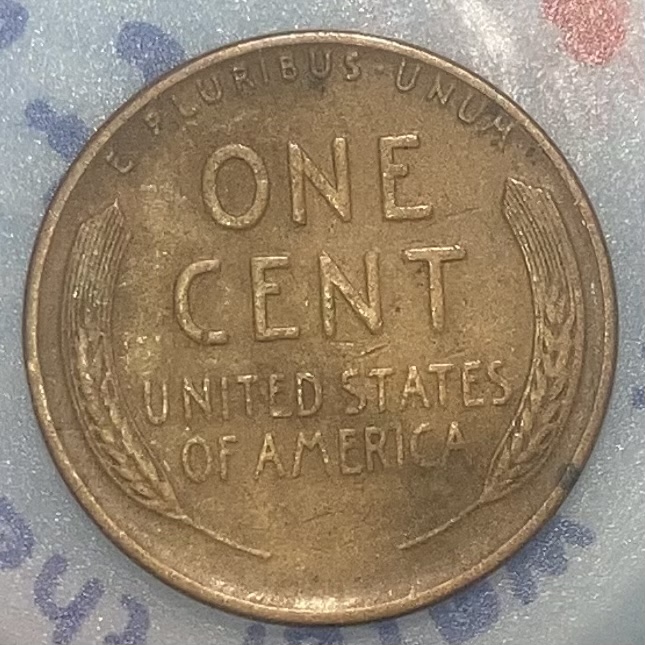 E PLURIBUS·UNUM
ONE
CENT
UNITED STATES
OF AMERICA